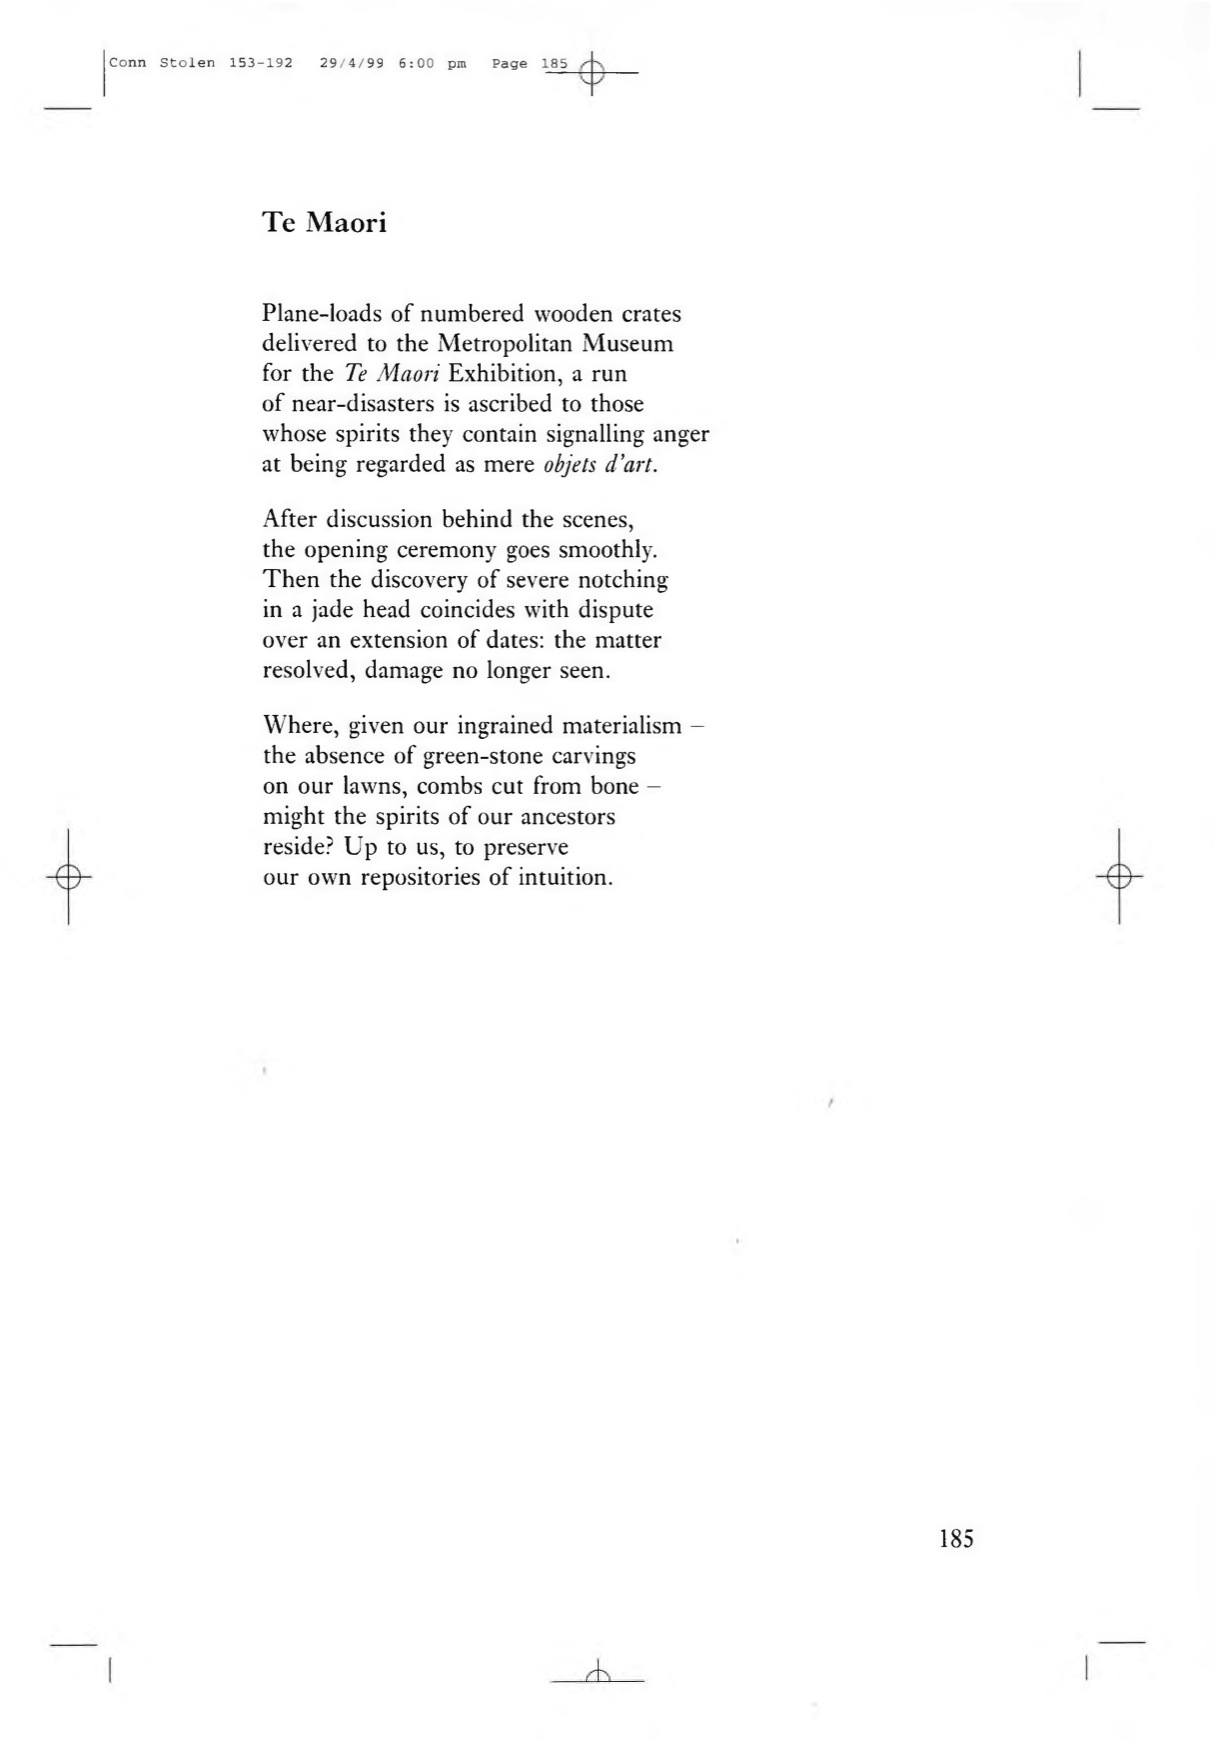 Conn Stolen 153-192 29/4/99 6:00 pm Page 185
Te Maori
Plane-loads of numbered wooden crates
delivered to the Metropolitan Museum
for the Te Maori Exhibition, a run
of near-disasters is ascribed to those
whose spirits they contain signalling anger
at being regarded as mere objets d’art.
After discussion behind the scenes,
the opening ceremony goes smoothly.
Then the discovery of severe notching
in a jade head coincides with dispute
over an extension of dates: the matter
resolved, damage no longer seen.
Where, given our ingrained materialism –
the absence of green-stone carvings
on our lawns, combs cut from bone –
might the spirits of our ancestors
reside? Up to us, to preserve
our own repositories of intuition.
185